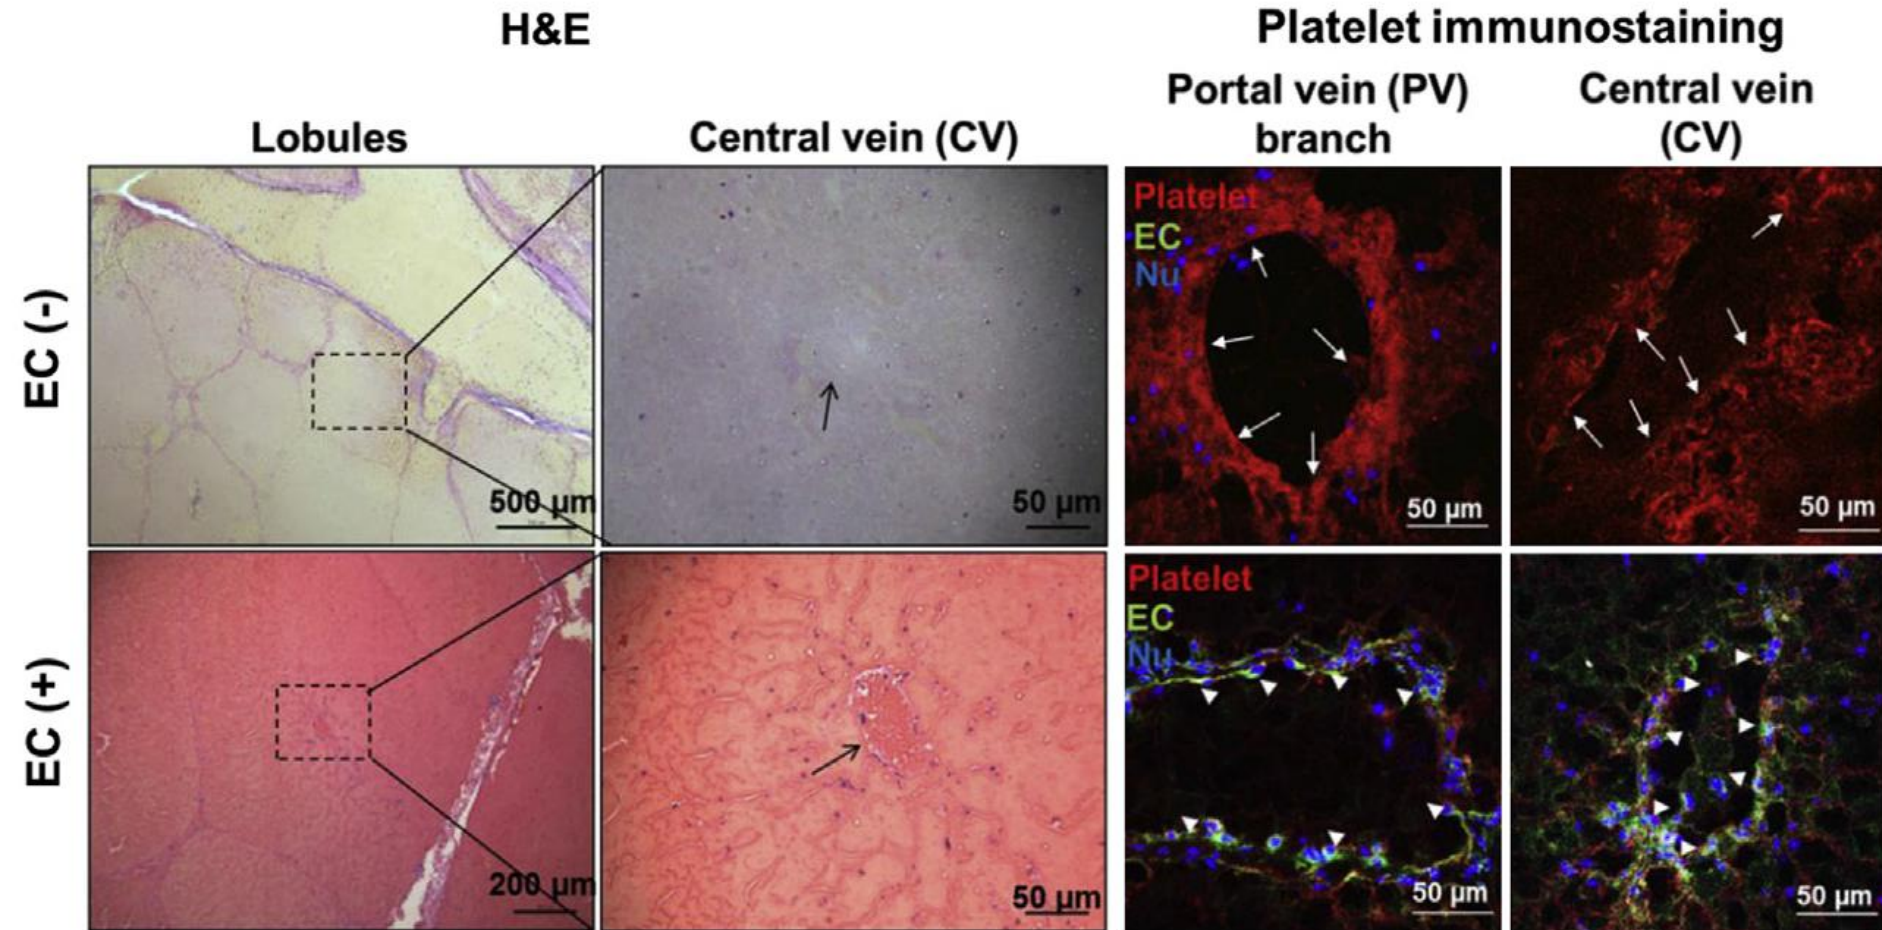 H&E
Platelet immunostaining
Lobules
Central vein (CV)
Portal vein (PV)
branch
Central vein
(CV)
EC (-)
500 µm
50 µm
Platelet
EC
Nu
50 µm
50 µm
EC (+)
200 µm
50 µm
Platelet
EC
Nu
50 µm
50 µm